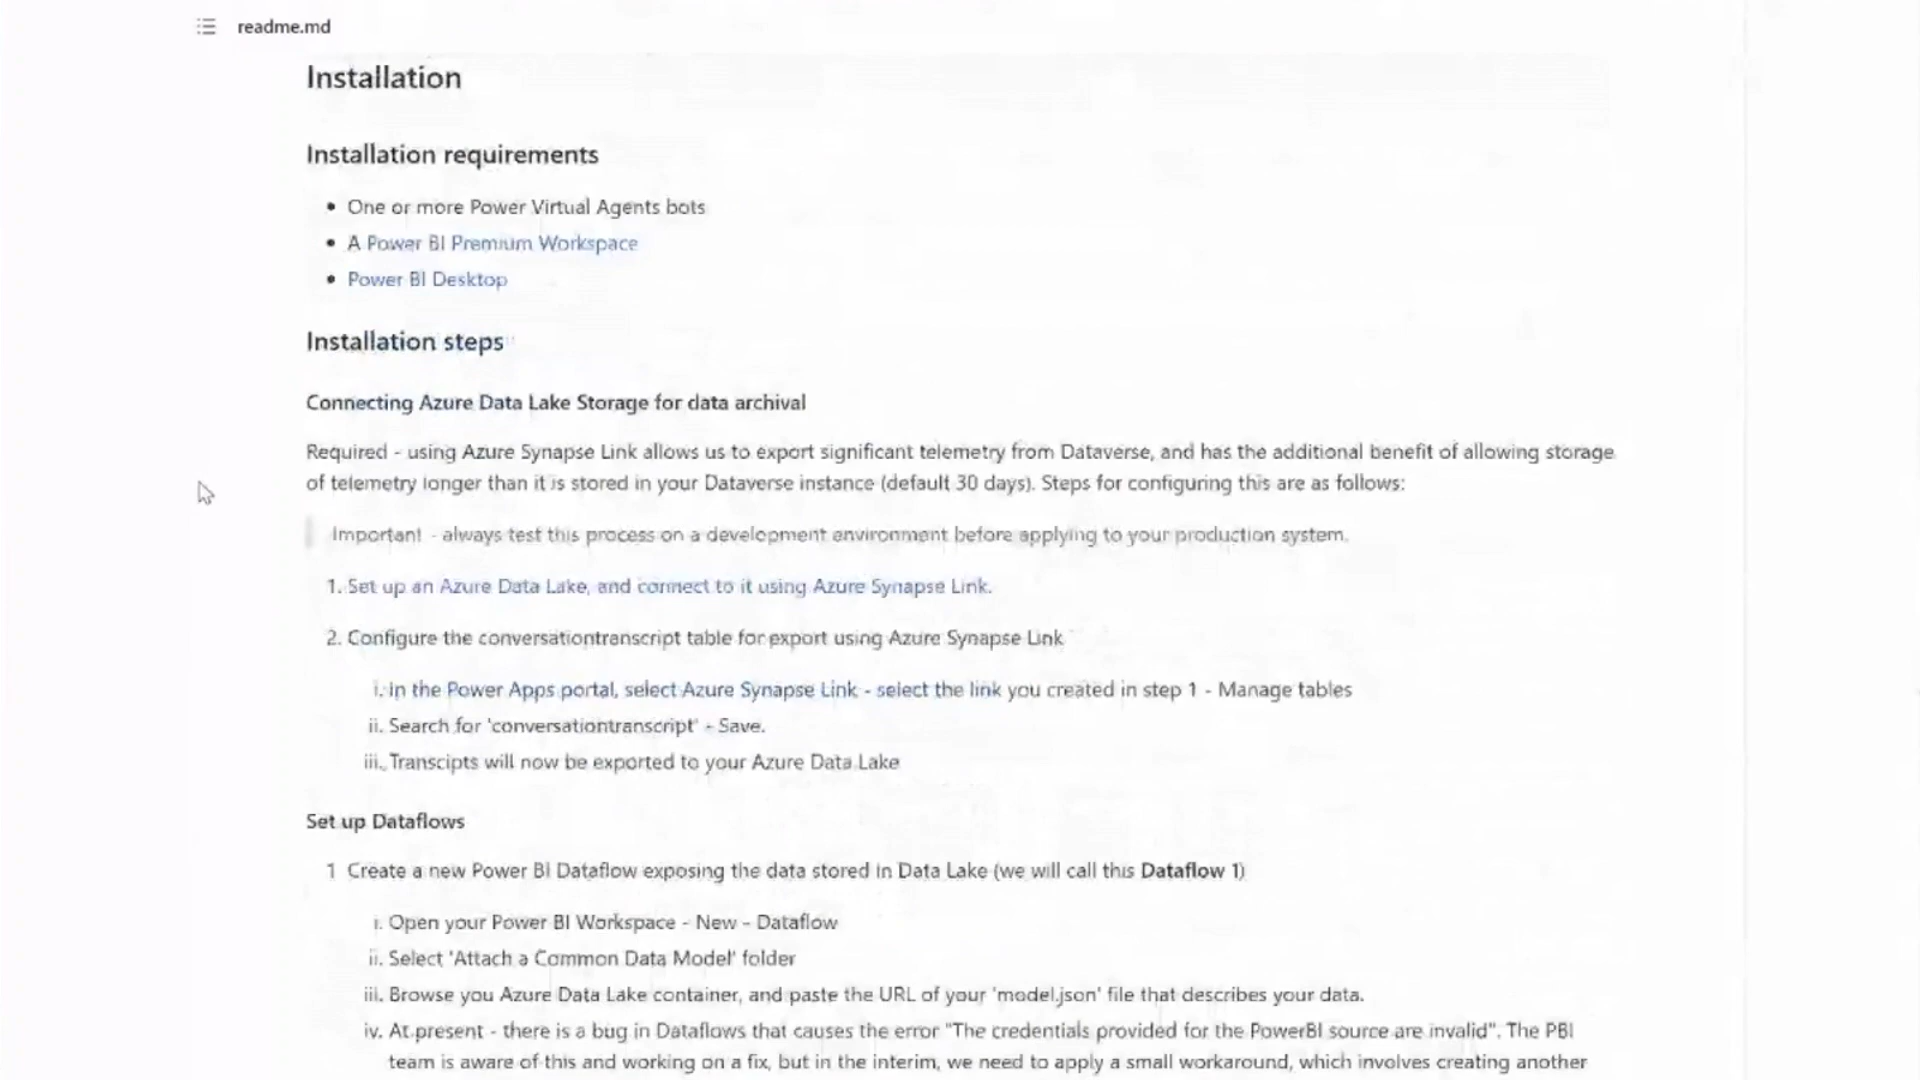 readme.md
Installation
Installation requirements
• One or more Power Virtual Agents bots
• A Power BI Premium Workspace
• Power BI Desktop
Installation steps
Connecting Azure Data Lake Storage for data archival
Required - using Azure Synapse Link allows us to export significant telemetry from Dataverse, and has the additional benefit of allowing storage
of telemetry longer than it is stored in your Dataverse instance (default 30 days). Steps for configuring this are as follows:
Important - always test this process on a development environment before applying to your production system.
1. Set up an Azure Data Lake, and connect to it using Azure Synapse Link.
2. Configure the conversationtranscript table for export using Azure Synapse Link
i. In the Power Apps portal, select Azure Synapse Link - select the link you created in step 1 - Manage tables
ii. Search for 'conversationtranscript' - Save.
iii. Transcipts will now be exported to your Azure Data Lake
Set up Dataflows
1 Create a new Power BI Dataflow exposing the data stored in Data Lake (we will call this Dataflow 1)
i. Open your Power BI Workspace - New - Dataflow
ii. Select 'Attach a Common Data Model' folder
iii. Browse you Azure Data Lake container, and paste the URL of your 'model.json' file that describes your data.
iv. At present - there is a bug in Dataflows that causes the error "The credentials provided for the PowerBI source are invalid". The PBI
team is aware of this and working on a fix, but in the interim, we need to apply a small workaround, which involves creating another